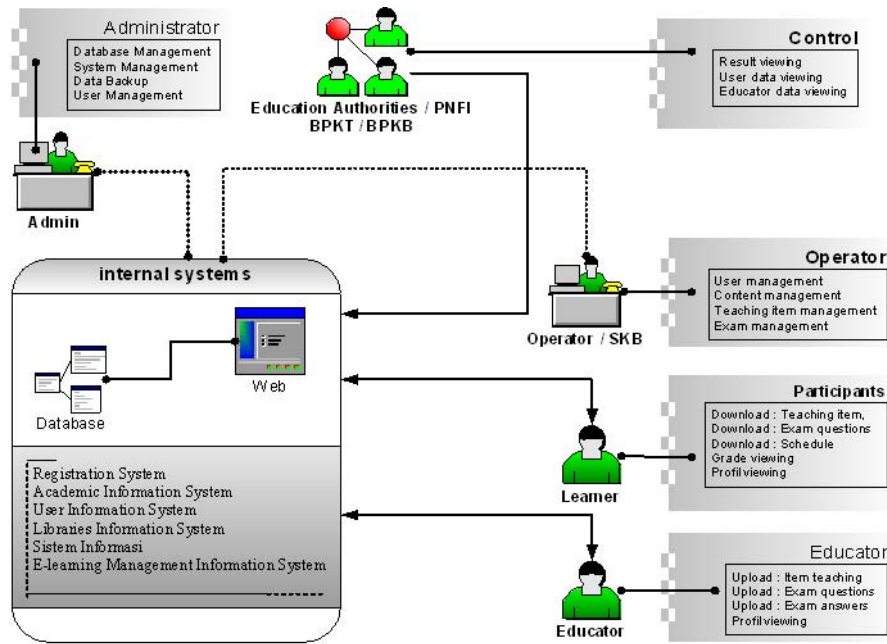 Administrator
Database Management
System Management
Data Backup
User Management
Admin
Education Authorities / PNFI
BPKT / BPKB
Control
Result viewing
User data viewing
Educator data viewing
internal systems
Web
Database
Registration System
Academic Information System
User Information System
Libraries Information System
Sistem Informasi
E-learning Management Information System
Operator / SKB
Operator
User management
Content management
Teaching item management
Exam management
Learner
Participants
Download : Teaching item,
Download : Exam questions
Download : Schedule
Grade viewing
Profilviewing
Educator
Educator
Upload : Item teaching
Upload : Exam questions
Upload : Exam answers
Profilviewing